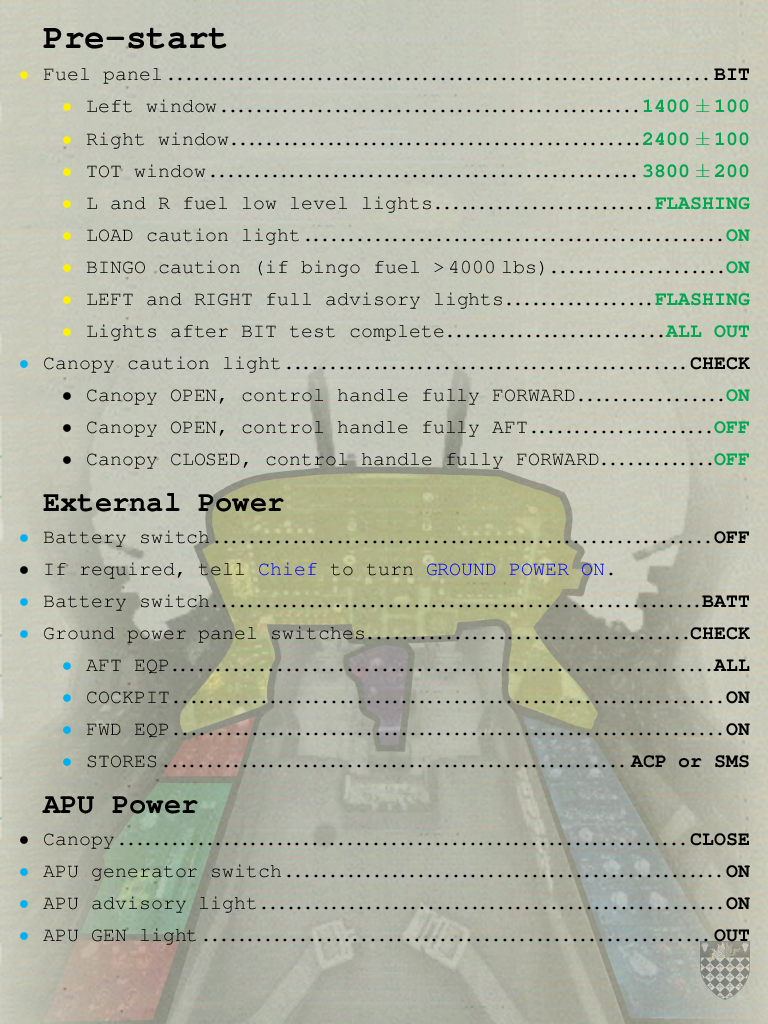 Pre-start
• Fuel panel..............................................................BIT
• Left window................................................1400 ± 100
• Right window...............................................2400 ± 100
• TOT window.................................................3800 ± 200
• L and R fuel low level lights.........................FLASHING
• LOAD caution light................................................ON
• BINGO caution (if bingo fuel >4000 lbs)....................ON
• LEFT and RIGHT full advisory lights.................FLASHING
• Lights after BIT test complete.........................ALL OUT
• Canopy caution light..............................................CHECK
• Canopy OPEN, control handle fully FORWARD.................ON
• Canopy OPEN, control handle fully AFT.....................OFF
• Canopy CLOSED, control handle fully FORWARD.............OFF
External Power
• Battery switch.........................................................OFF
• If required, tell Chief to turn GROUND POWER ON.
• Battery switch........................................................BATT
• Ground power panel switches.....................................CHECK
• AFT EQP..............................................................ALL
• COCKPIT...............................................................ON
• FWD EQP...............................................................ON
• STORES.....................................................ACP or SMS
APU Power
• Canopy.................................................................CLOSE
• APU generator switch..................................................ON
• APU advisory light.....................................................ON
• APU GEN light..........................................................OUT